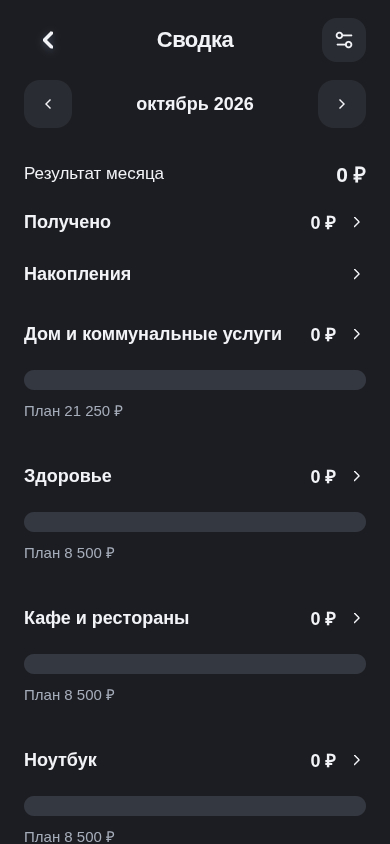 Сводка
октябрь 2026
Результат месяца 0 ₽
Получено 0 ₽
Накопления
Дом и коммунальные услуги 0 ₽
План 21 250 ₽
Здоровье 0 ₽
План 8 500 ₽
Кафе и рестораны 0 ₽
План 8 500 ₽
Ноутбук 0 ₽
План 8 500 ₽